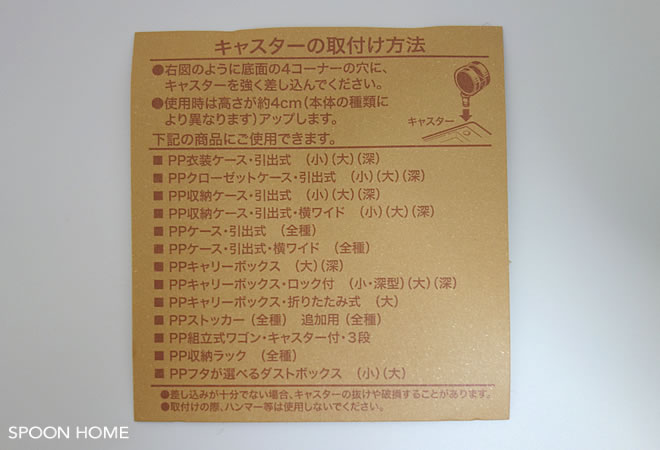 キャスターの取付け方法
●右図のように底面の4コーナーの穴に、
キャスターを強く差し込んでください。
●使用時は高さが約4cm(本体の種類に
より異なります)アップします。
キャスター
下記の商品にご使用できます。
■ PP衣装ケース・引出式 (小)(大)(深)
■ PPクローゼットケース・引出式 (小)(大)(深)
■ PP収納ケース・引出式 (小)(大)(深)
■ PP収納ケース・引出式・横ワイド (小)(大)(深)
■ PPケース・引出式 (全種)
■ PPケース・引出式・横ワイド (全種)
■ PPキャリーボックス (大)(深)
■ PPキャリーボックス・ロック付 (小・深型)(大)(深)
■ PPキャリーボックス・折りたたみ式 (大)
■ PPストッカー (全種) 追加用 (全種)
■ PP組立式ワゴン・キャスター付・3段
■ PP収納ラック (全種)
■ PPフタが選べるダストボックス (小)(大)
●差し込みが十分でない場合、キャスターの抜けや破損することがあります。
●取付けの際、ハンマー等は使用しないでください。
SPOON HOME